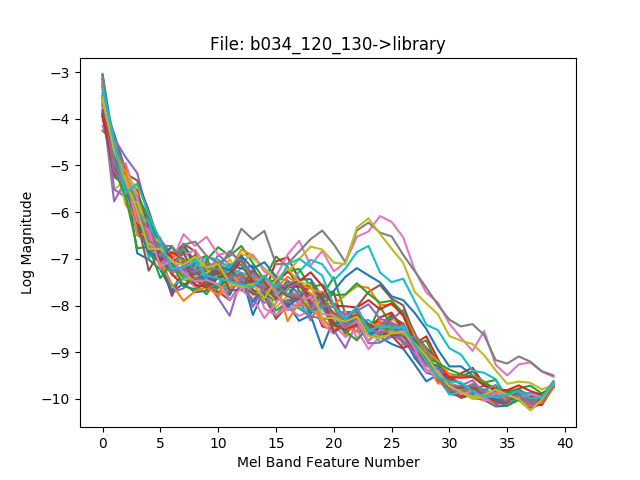 File: b034_120_130->library
−3
−4
−5
−6
−7
−8
−9
−10
Log Magnitude
0 5 10 15 20 25 30 35 40
Mel Band Feature Number